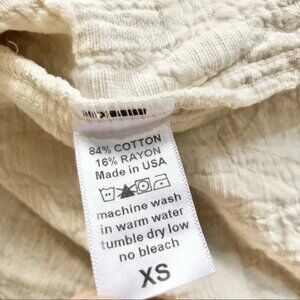 84% COTTON
16% RAYON
Made in USA
machine wash
in warm water
tumble dry low
no bleach
XS